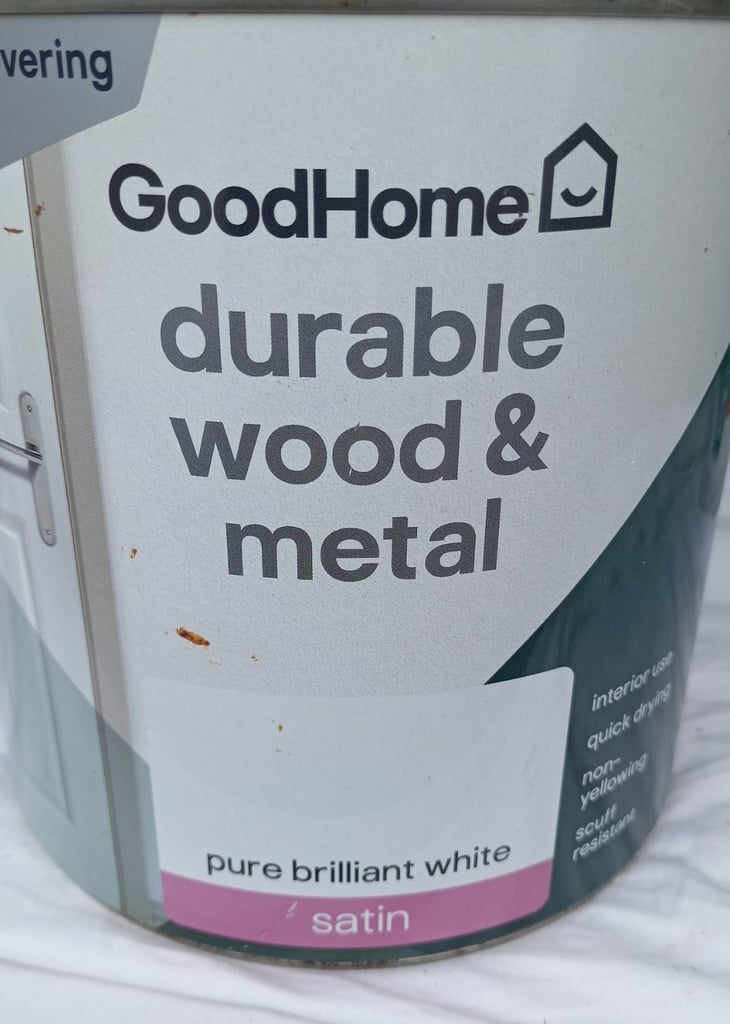 vering
GoodHome
durable
wood &
metal
interior use
quick drying
non-
yellowing
scuff
resistant
pure brilliant white
satin